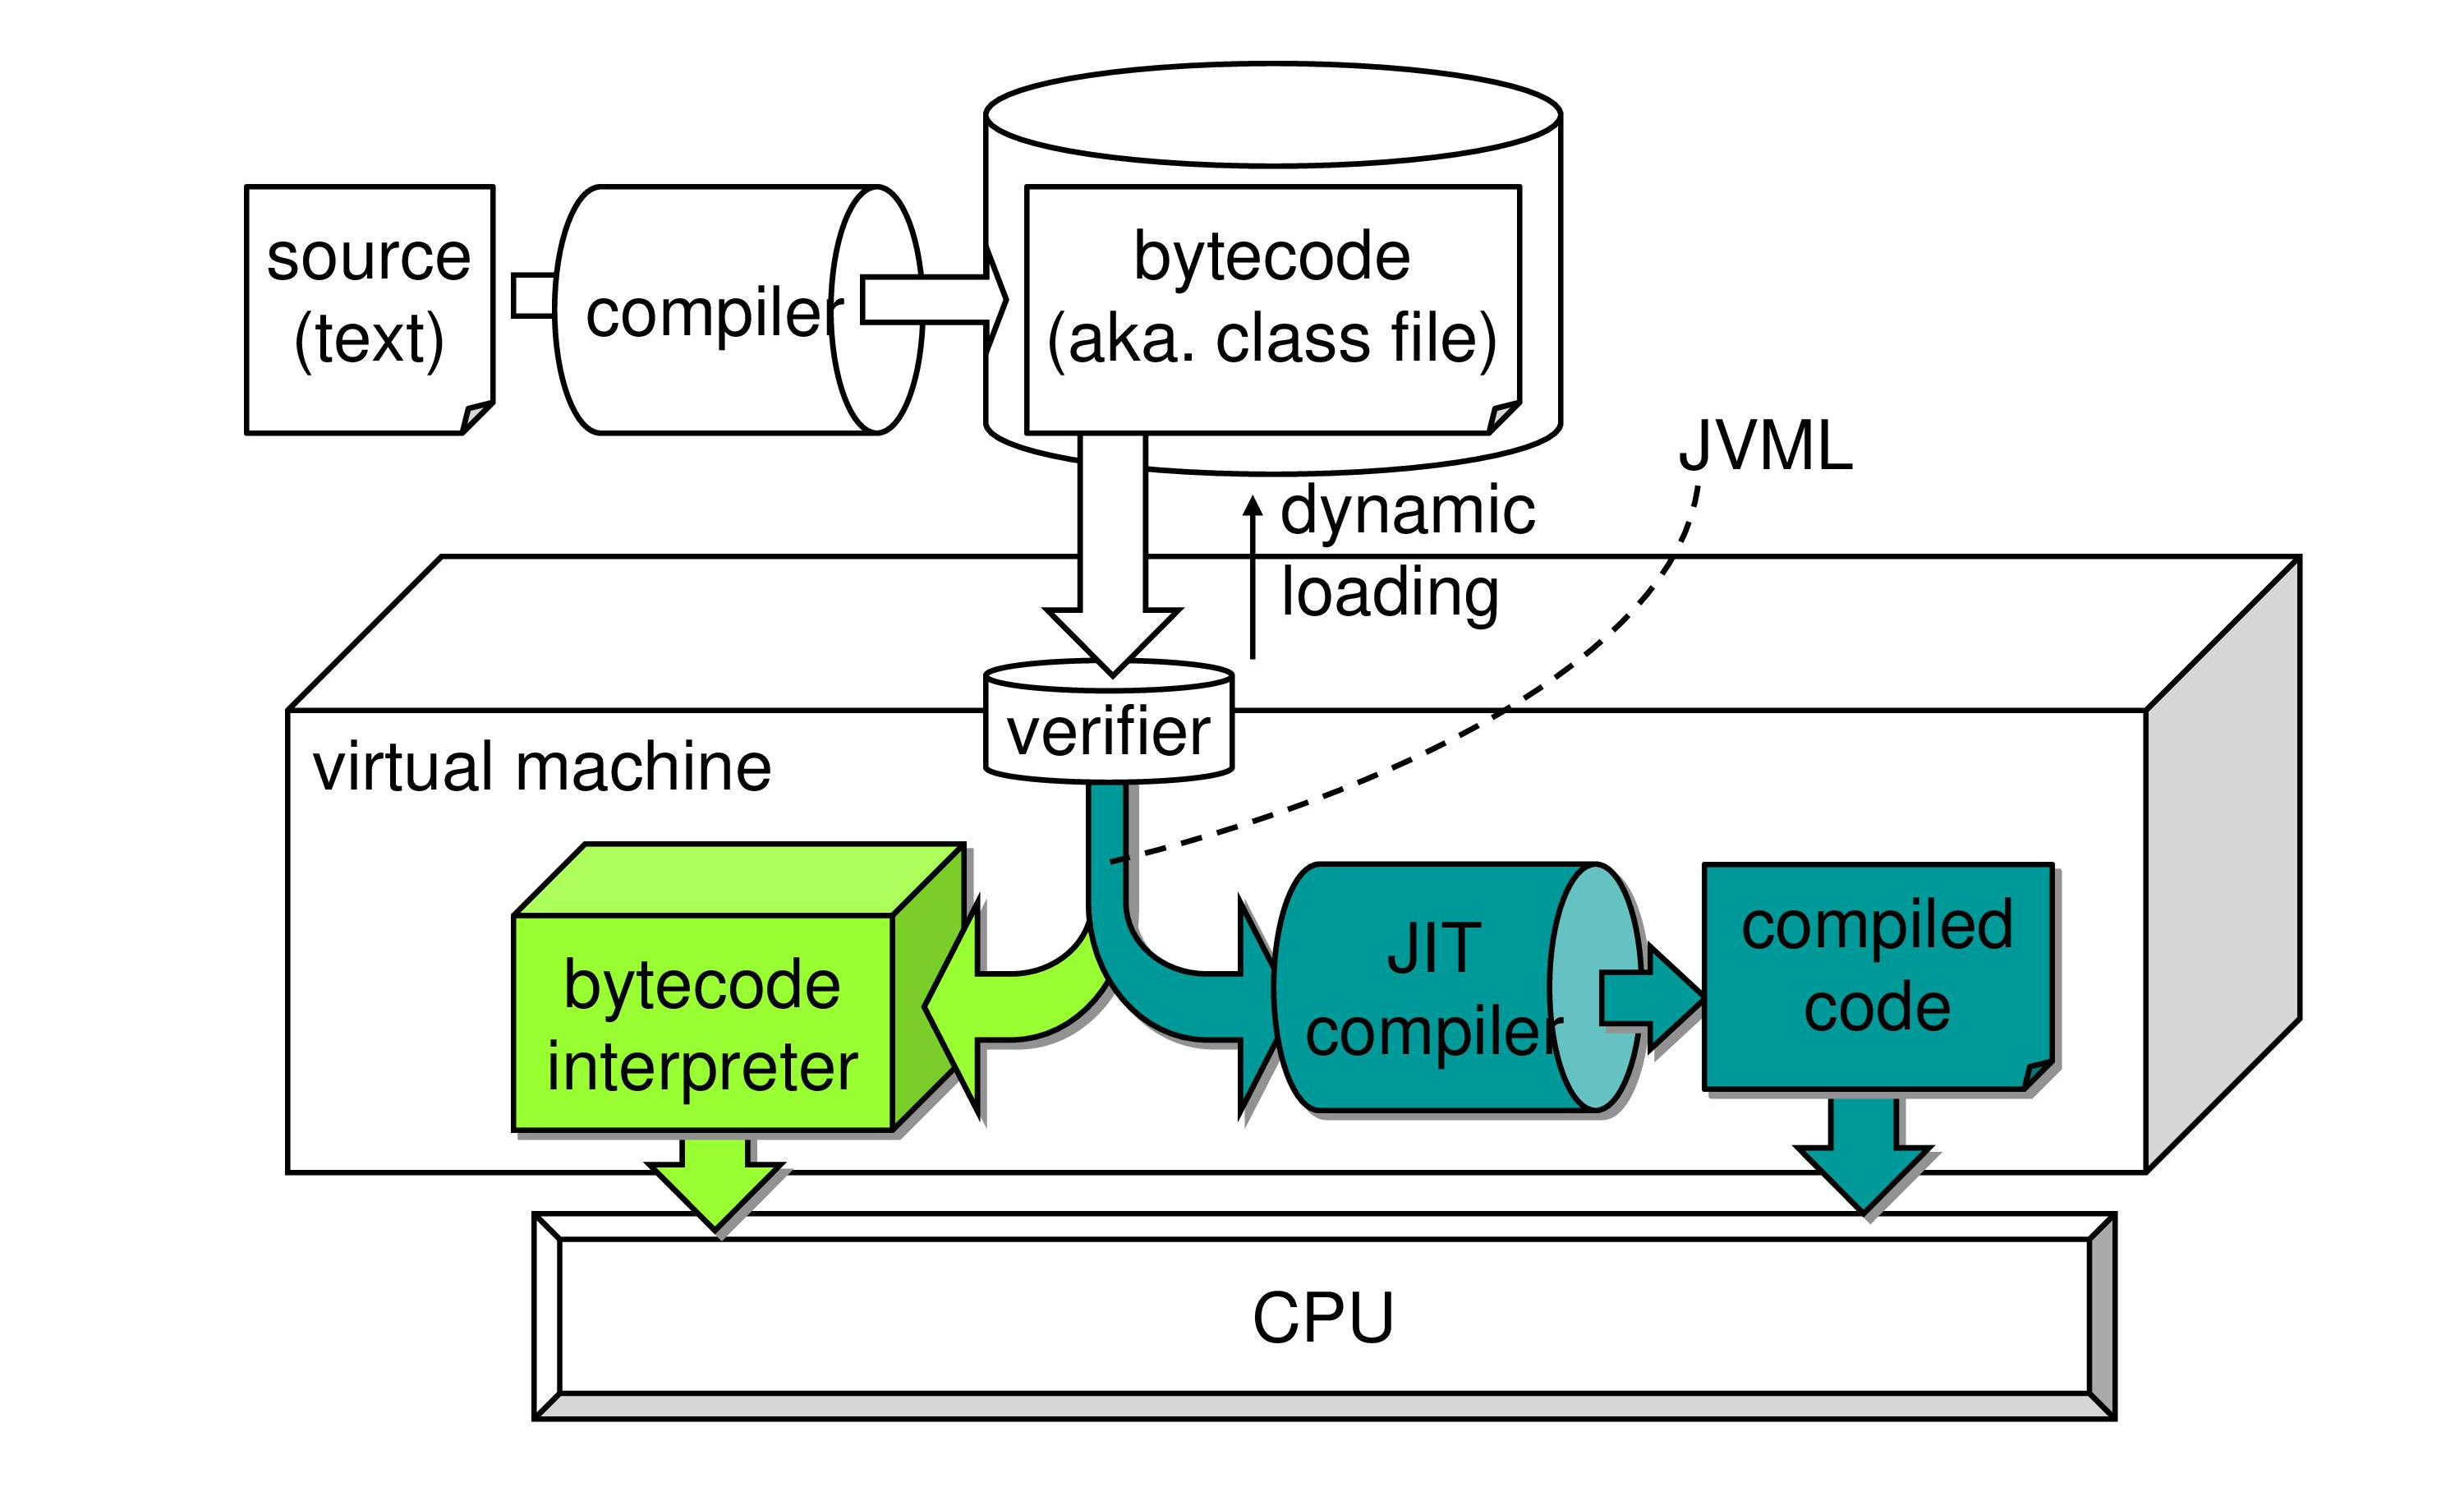 source
(text)
compiler
bytecode
(aka. class file)
JVML
dynamic
loading
verifier
virtual machine
bytecode
interpreter
JIT
compiler
compiled
code
CPU